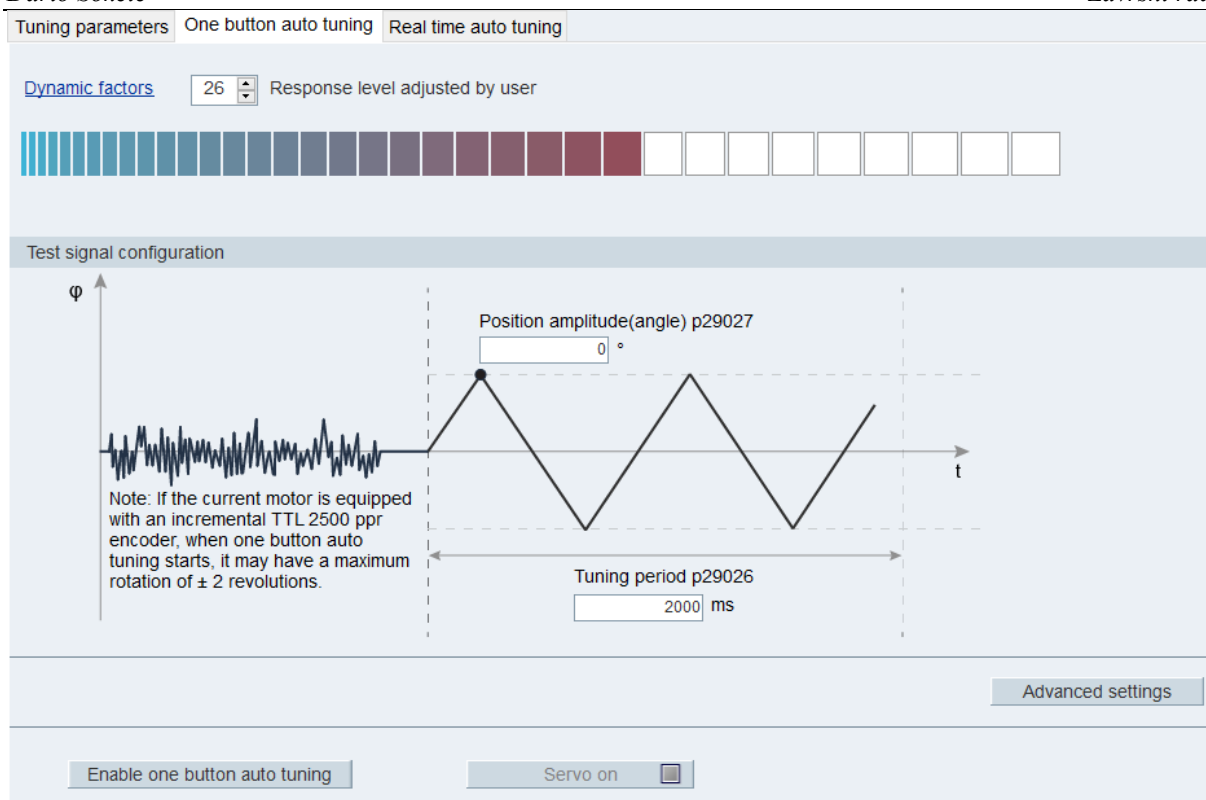 Tuning parameters One button auto tuning Real time auto tuning
Dynamic factors 26 Response level adjusted by user
Test signal configuration
φ
Position amplitude(angle) p29027
0 °
t
Note: If the current motor is equipped
with an incremental TTL 2500 ppr
encoder, when one button auto
tuning starts, it may have a maximum
rotation of ± 2 revolutions.
Tuning period p29026
2000 ms
Advanced settings
Enable one button auto tuning Servo on